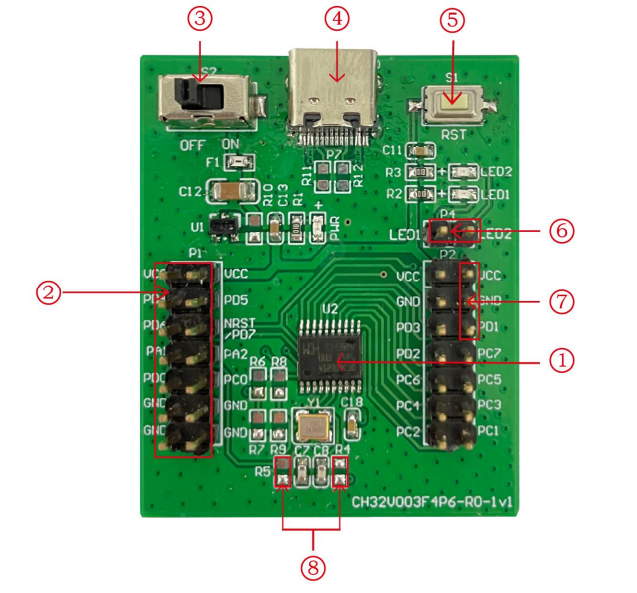 ③ ④ ⑤
S2 S1
OFF ON RST
F1 P7 C11
R11 R12 R3 + LED2
C12 R10 C13 R1 R2 + LED1
+ P4
U1 PWR LED1 LED2 ⑥
P1 P2
② VCC VCC VCC VCC
PD5 GND GND ⑦
U2
PD6 NRST PD3 PD1
/PD7
PA1 PA2 PD2 PC7 ①
R6 R8
PD0 PC0 PC6 PC5
Y1 C18
GND GND PC4 PC3
GND GND PC2 PC1
R7 R9 C7 C8 R4
R5
CH32V003F4P6-R0-1v1
⑧